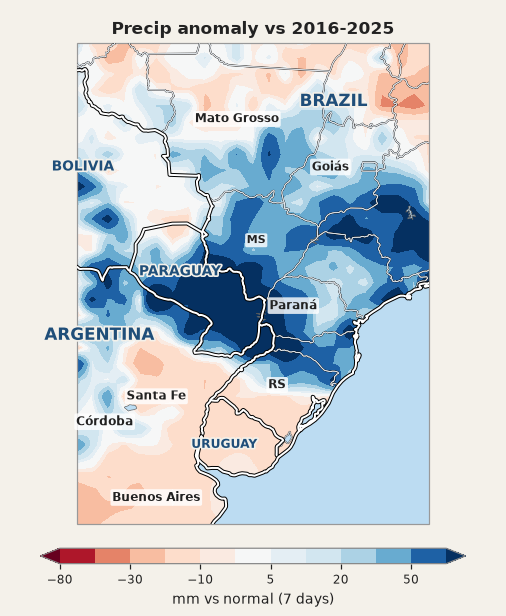 Precip anomaly vs 2016-2025
BRAZIL
Mato Grosso
BOLIVIA
Goiás
MS
PARAGUAY
Paraná
ARGENTINA
RS
Santa Fe
Córdoba
URUGUAY
Buenos Aires
−80 −30 −10 5 20 50
mm vs normal (7 days)